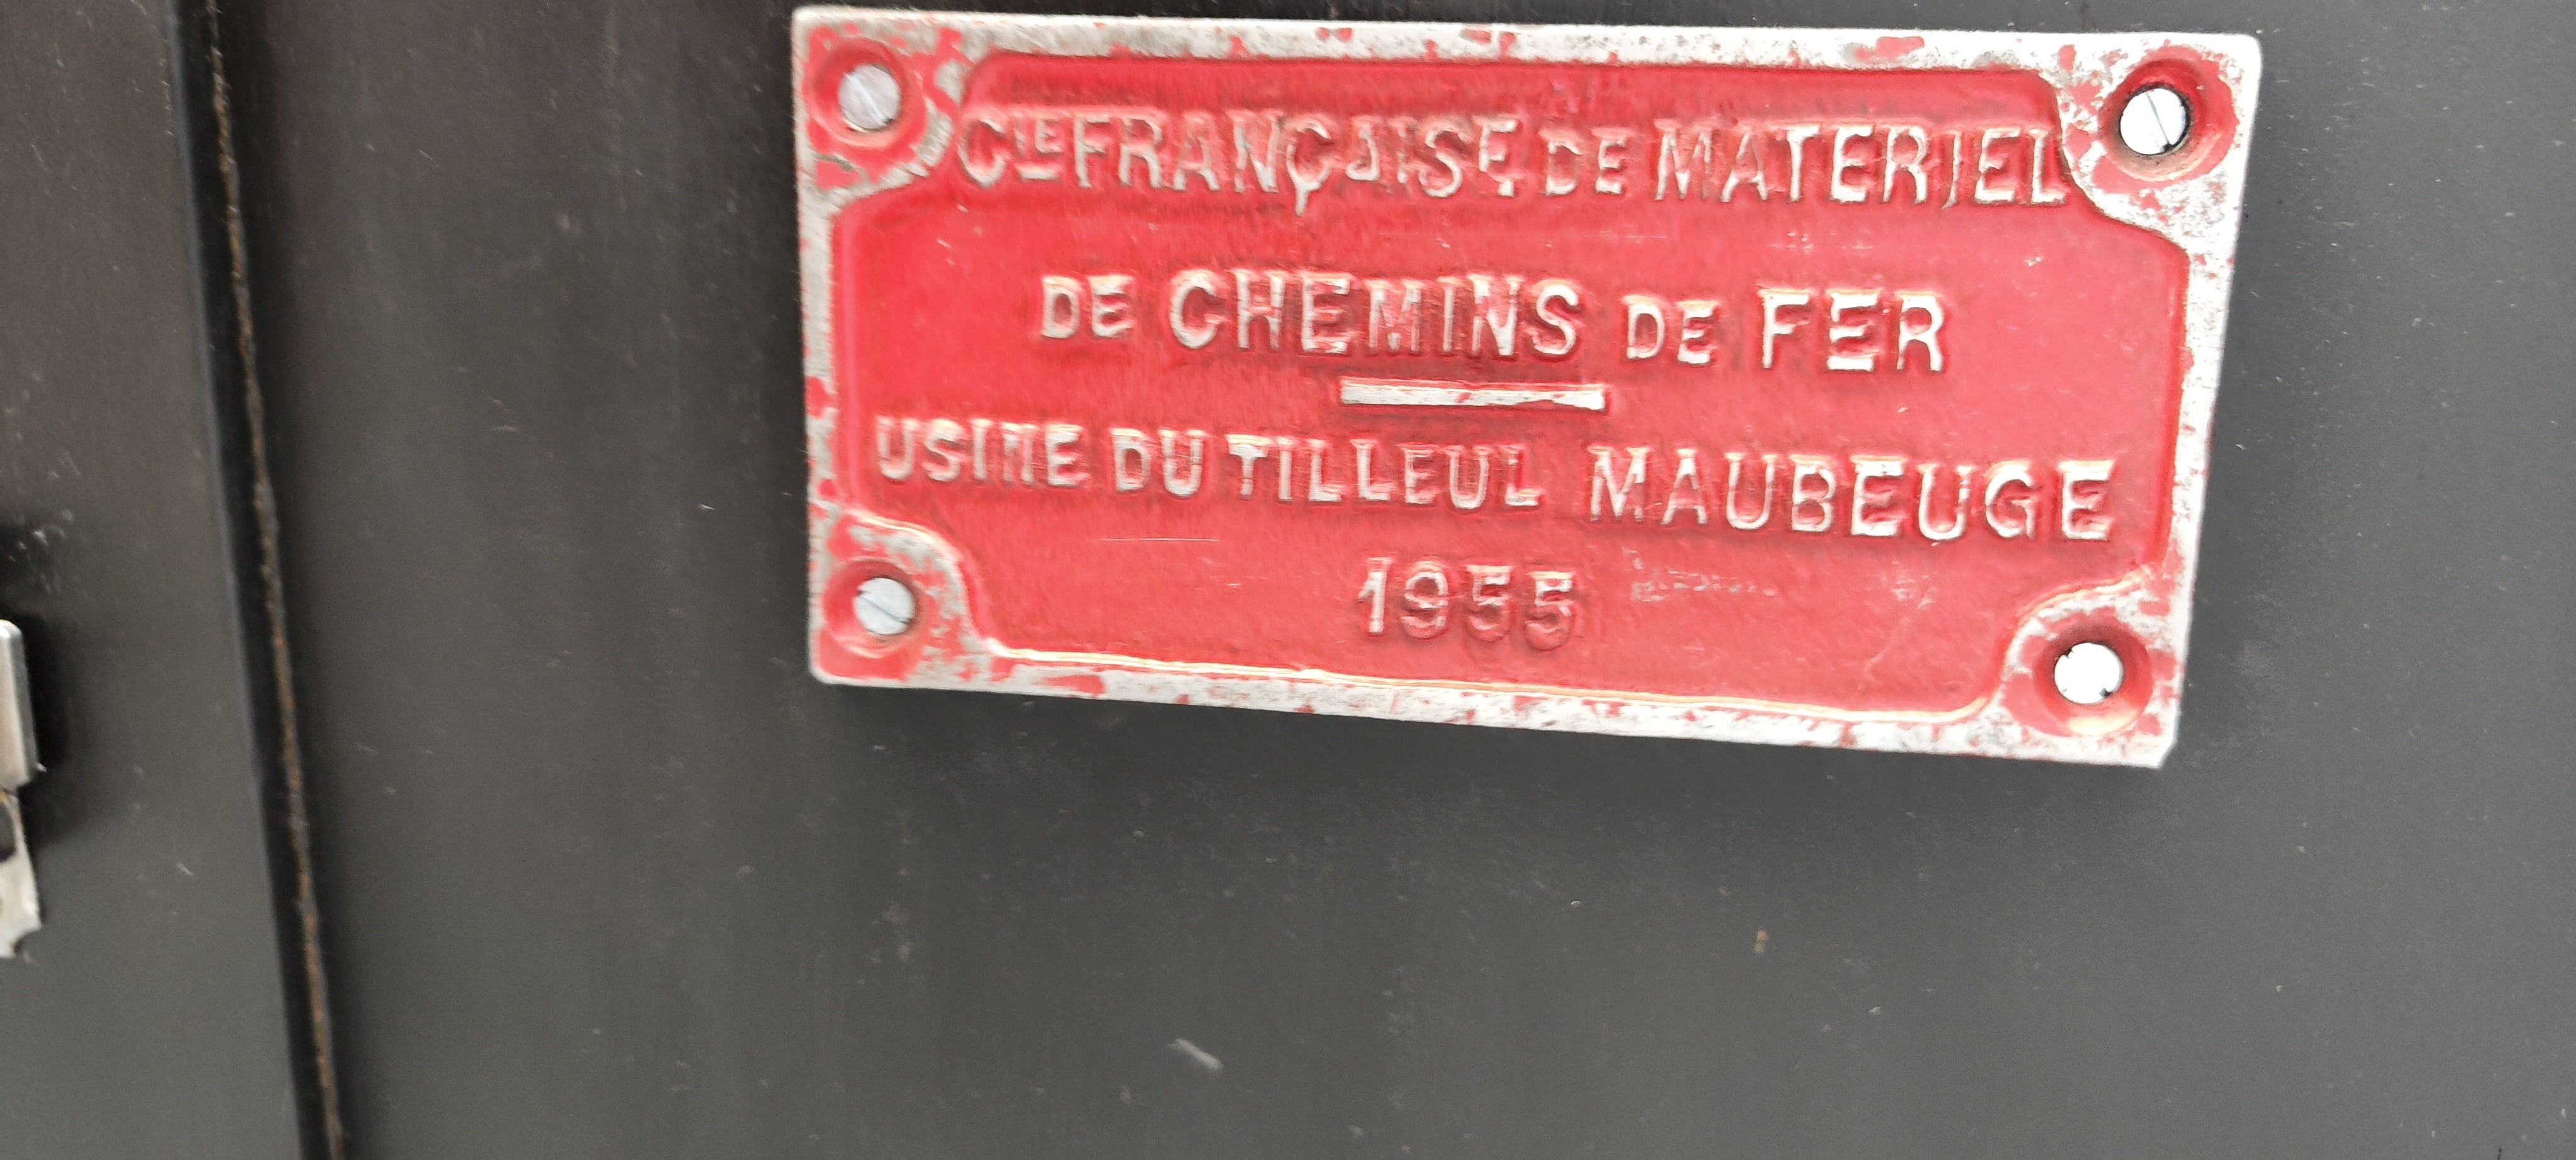 CIE FRANÇAISE DE MATERIEL
DE CHEMINS DE FER
USINE DU TILLEUL MAUBEUGE
1955